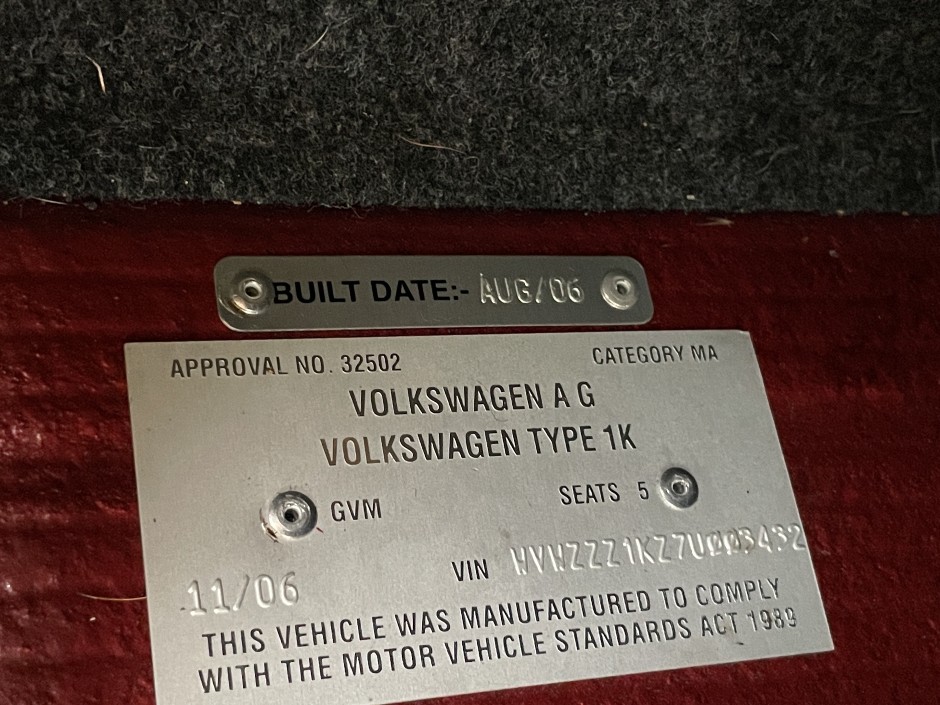 BUILT DATE:- AUG/06
APPROVAL NO. 32502 CATEGORY MA
VOLKSWAGEN A G
VOLKSWAGEN TYPE 1K
GVM SEATS 5
11/06 VIN WVWZZZ1KZ7U003432
THIS VEHICLE WAS MANUFACTURED TO COMPLY
WITH THE MOTOR VEHICLE STANDARDS ACT 1989